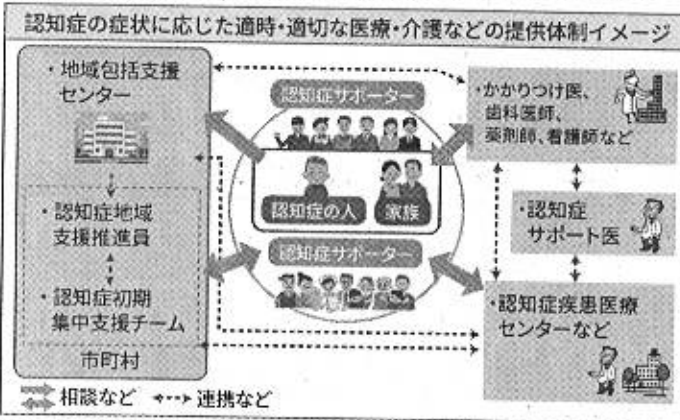 認知症の症状に応じた適時・適切な医療・介護などの提供体制イメージ
・地域包括支援
センター
・認知症地域
支援推進員
・認知症初期
集中支援チーム
市町村
認知症サポーター
認知症の人
家族
認知症サポーター
・かかりつけ医、
歯科医師、
薬剤師、看護師など
・認知症
サポート医
・認知症疾患医療
センターなど
相談など
連携など